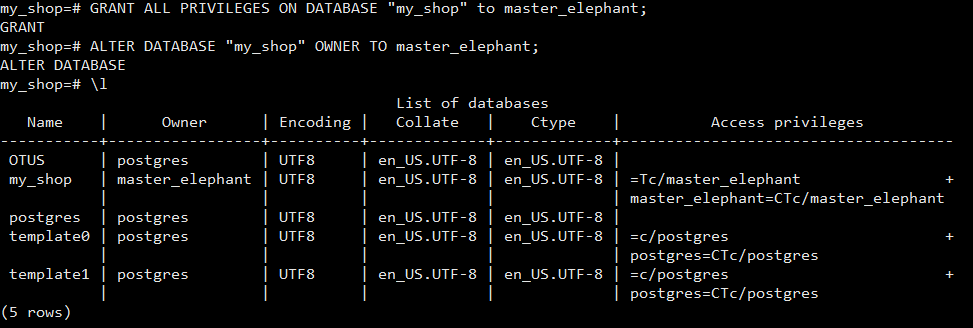 my_shop=# GRANT ALL PRIVILEGES ON DATABASE "my_shop" to master_elephant;
GRANT
my_shop=# ALTER DATABASE "my_shop" OWNER TO master_elephant;
ALTER DATABASE
my_shop=# \l
                                           List of databases
   Name    |      Owner      | Encoding |   Collate   |    Ctype    |          Access privileges
-----------+-----------------+----------+-------------+-------------+-------------------------------------
 OTUS      | postgres        | UTF8     | en_US.UTF-8 | en_US.UTF-8 |
 my_shop   | master_elephant | UTF8     | en_US.UTF-8 | en_US.UTF-8 | =Tc/master_elephant                +
           |                 |          |             |             | master_elephant=CTc/master_elephant
 postgres  | postgres        | UTF8     | en_US.UTF-8 | en_US.UTF-8 |
 template0 | postgres        | UTF8     | en_US.UTF-8 | en_US.UTF-8 | =c/postgres                        +
           |                 |          |             |             | postgres=CTc/postgres
 template1 | postgres        | UTF8     | en_US.UTF-8 | en_US.UTF-8 | =c/postgres                        +
           |                 |          |             |             | postgres=CTc/postgres
(5 rows)